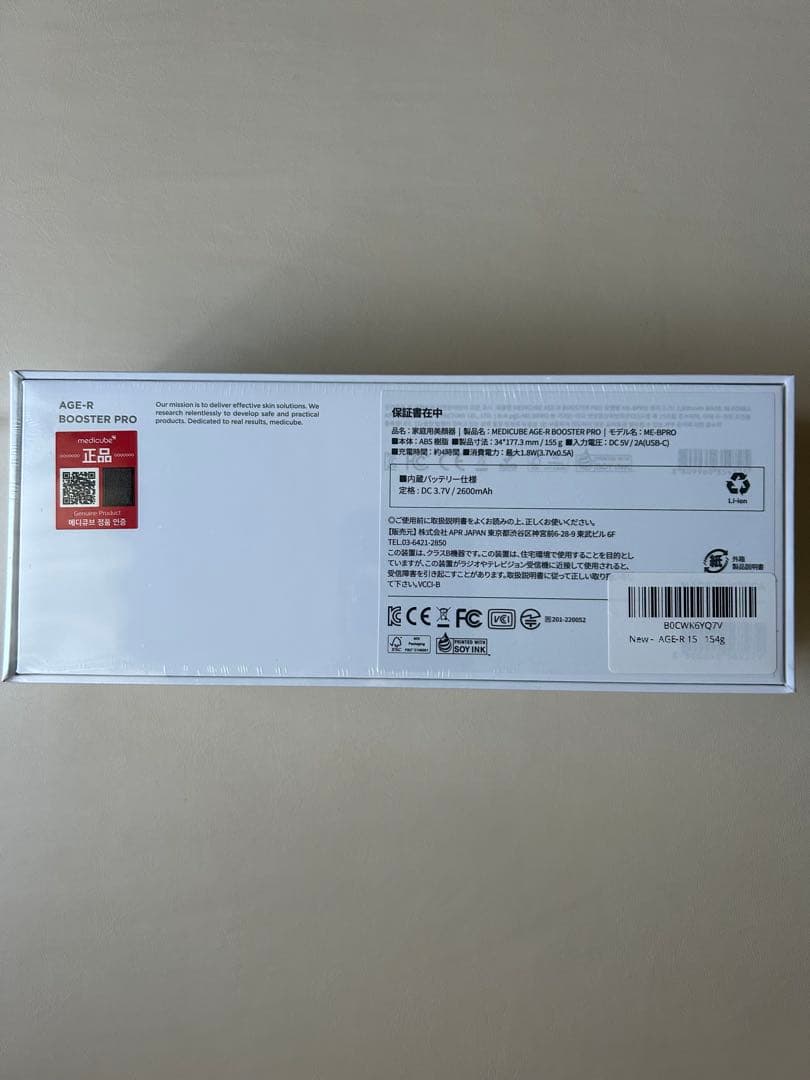 AGE-R
BOOSTER PRO
Our mission is to deliver effective skin solutions. We
research relentlessly to develop safe and practical
products. Dedicated to real results, medicube.
medicube
正品
Genuine Product
메디큐브 정품 인증
保証書在中
品名:家庭用美顔器 | 製品名:MEDICUBE AGE-R BOOSTER PRO | モデル名:ME-BPRO
■本体:ABS 樹脂 ■製品寸法:34*177.3 mm / 155 g ■入力電圧:DC 5V / 2A(USB-C)
■充電時間:約4時間 ■消費電力:最大1.8W(3.7Vx0.5A)
■内蔵バッテリー仕様
定格:DC 3.7V / 2600mAh
Li-ion
◎ご使用前に取扱説明書をよくお読みの上、正しくお使いください。
【販売元】 株式会社 APR JAPAN 東京都渋谷区神宮前6-28-9 東武ビル 6F
TEL.03-6421-2850
この装置は、クラスB機器です。この装置は、住宅環境で使用することを目的とし
ていますが、この装置がラジオやテレビジョン受信機に近接して使用されると、
受信障害を引き起こすことがあります。取扱説明書に従って正しい取り
て下さい。VCCI-B
紙
外箱
製品説明書
CE FC VCI 201-220052
FSC
MIX
Packaging
PRINTED WITH
SOY INK
B0CWK6YQ7V
New - AGE-R 15 154g